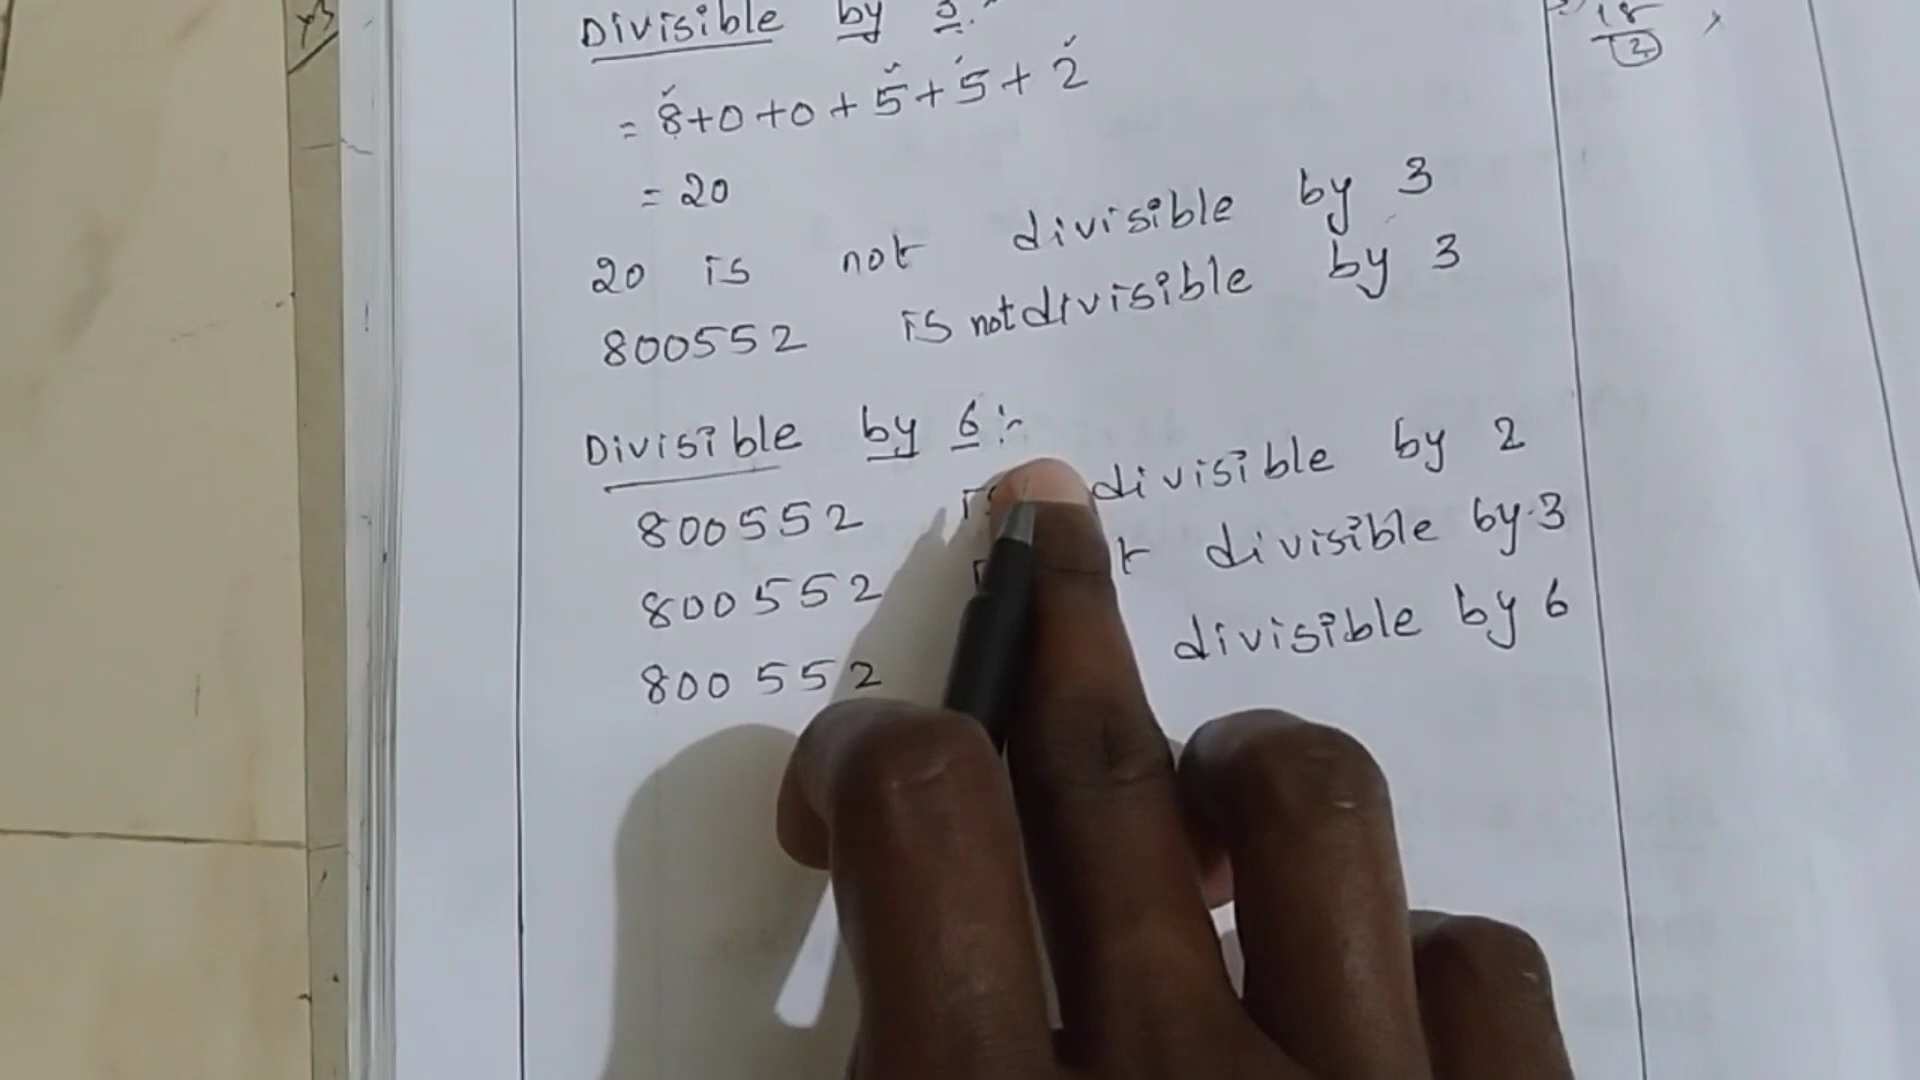 Divisible by 3:-
= 8+0+0+5+5+2
= 20
20 is not divisible by 3
800552 is not divisible by 3
Divisible by 6:-
800552 is divisible by 2
800552 divisible by 3
800552 divisible by 6